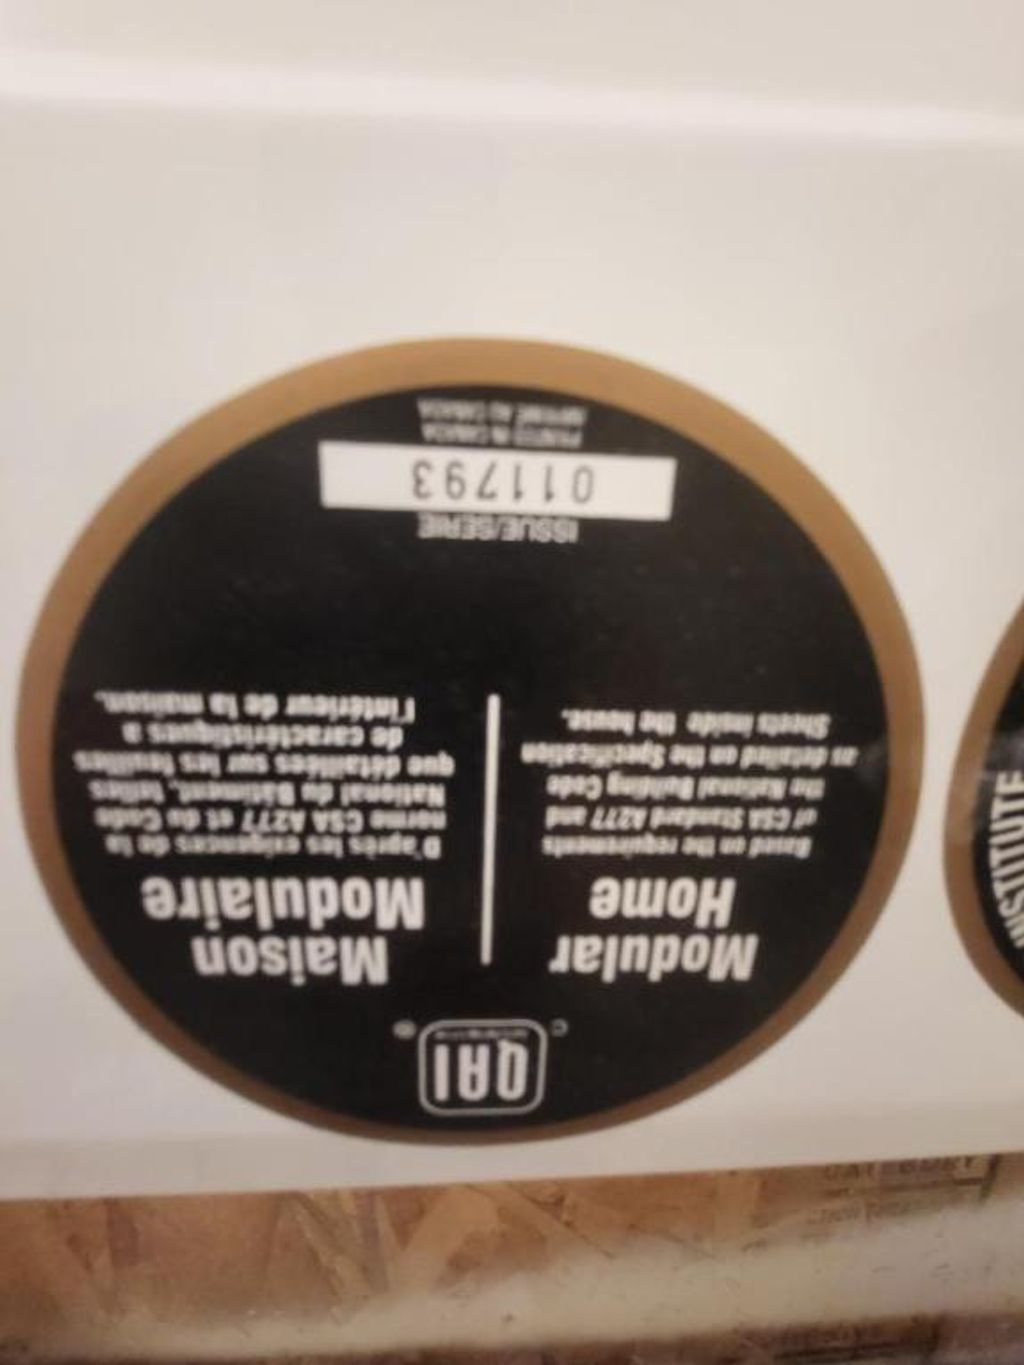 QAI
Modular
Home
Based on the requirements
of CSA Standard A277 and
the National Building Code
as detailed on the Specification
Sheets inside the house.
Maison
Modulaire
D'après les exigences de la
norme CSA A277 et du Code
National du Bâtiment, telles
que détaillées sur les feuilles
de caractéristiques a
l'intérieur de la maison.
ISSUE/SERIE
011793
PRINTED IN CANADA
IMPRIMÉ AU CANADA
INSTITUTE